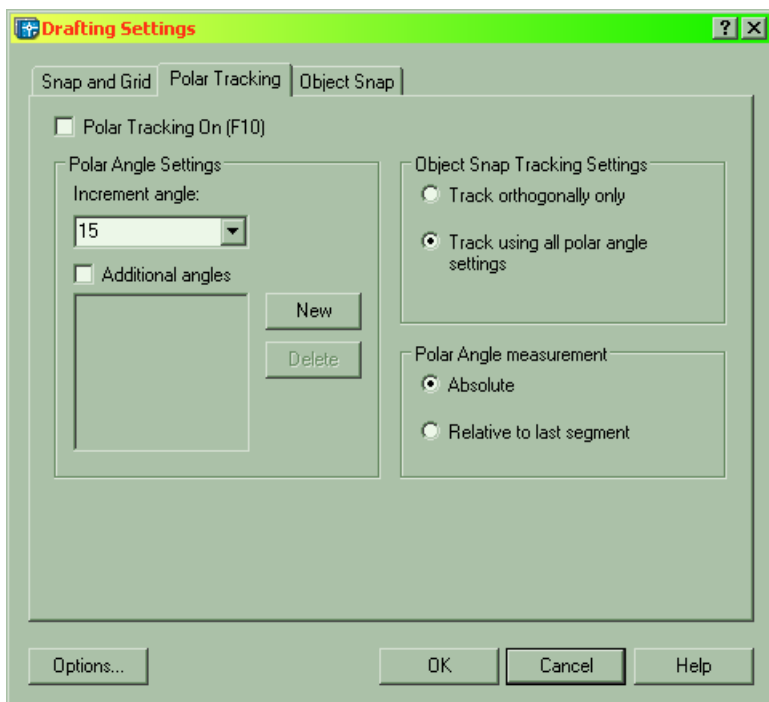 Drafting Settings
Snap and Grid
Polar Tracking
Object Snap
Polar Tracking On (F10)
Polar Angle Settings
Increment angle:
15
Additional angles
New
Delete
Object Snap Tracking Settings
Track orthogonally only
Track using all polar angle
settings
Polar Angle measurement
Absolute
Relative to last segment
Options...
OK
Cancel
Help